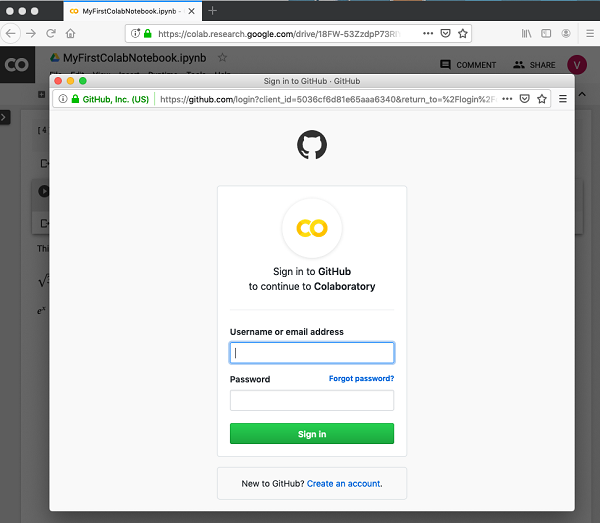 MyFirstColabNotebook.ipynb -
https://colab.research.google.com/drive/18FW-53ZzdpP73R
CO MyFirstColabNotebook.ipynb
COMMENT SHARE V
Sign in to GitHub · GitHub
GitHub, Inc. (US) https://github.com/login?client_id=5036cf6d81e65aaa6340&return_to=%2Flogin%2F
[ 4
CO
Sign in to GitHub
to continue to Colaboratory
Thi
Username or email address
e^x
Password Forgot password?
Sign in
New to GitHub? Create an account.